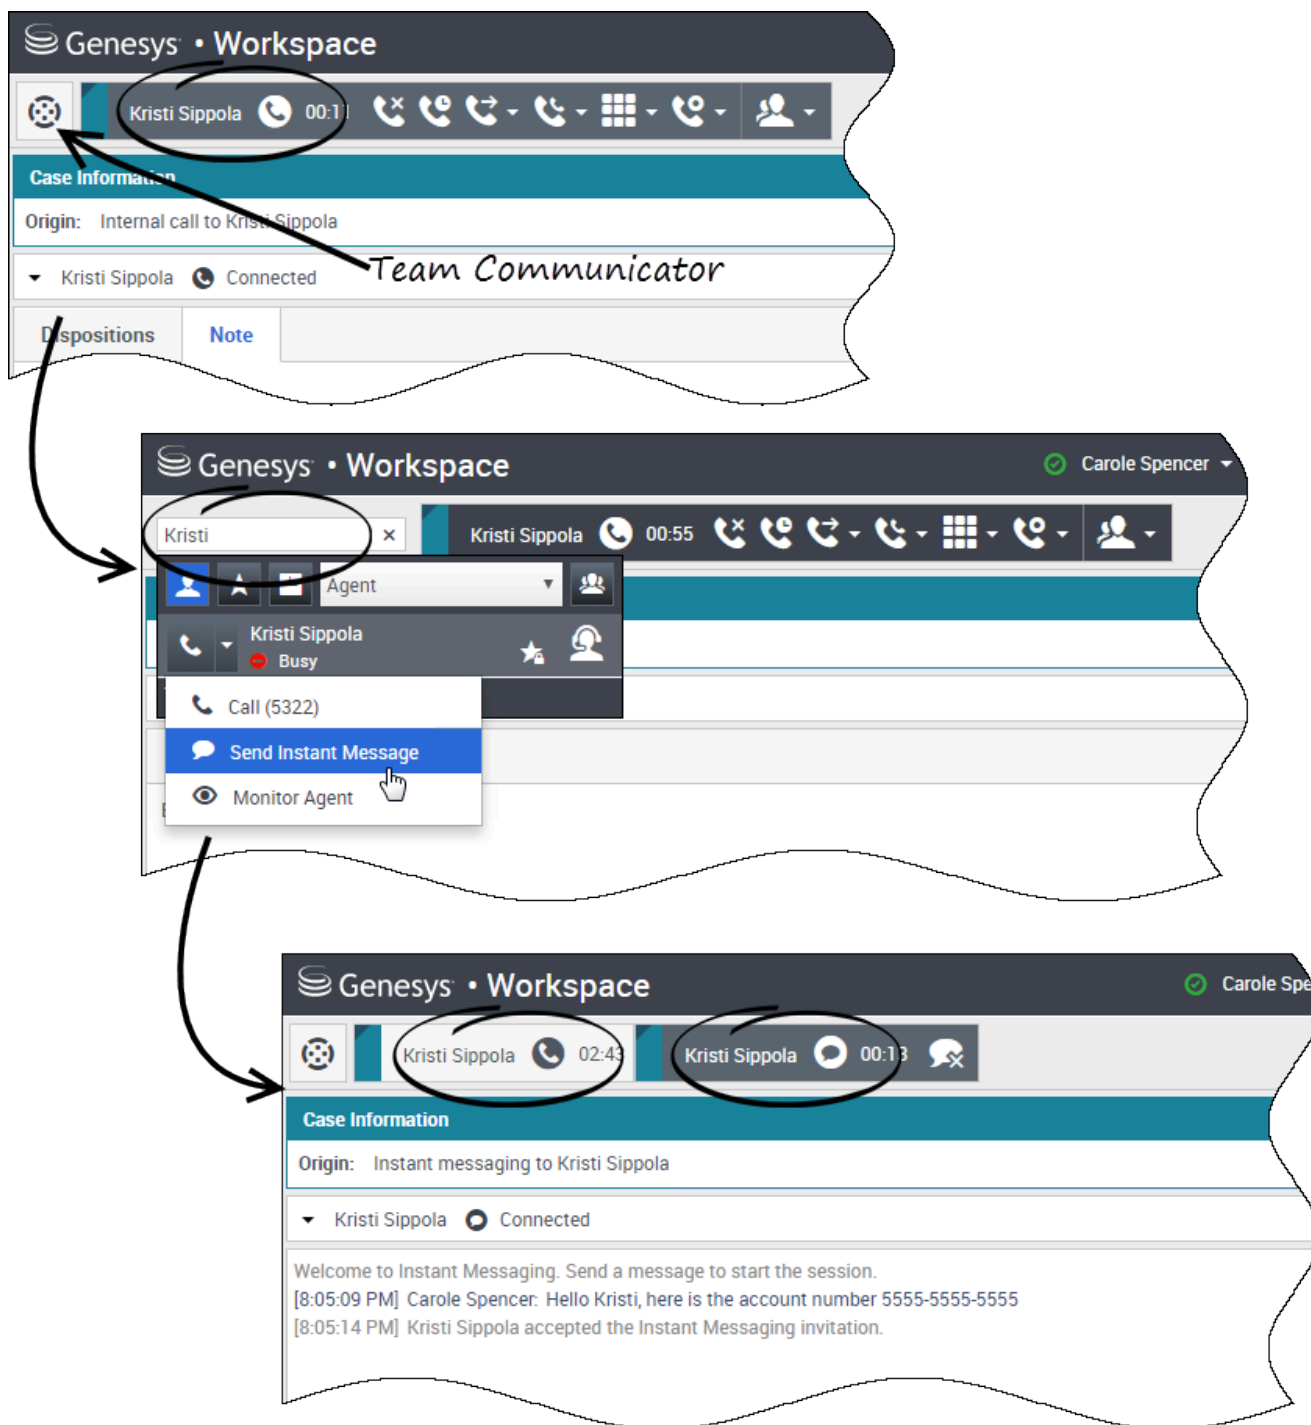 Genesys • Workspace
Kristi Sippola 00:11
Case Information
Origin: Internal call to Kristi Sippola
Kristi Sippola Connected
Team Communicator
Dispositions Note
Genesys • Workspace Carole Spencer
Kristi × Kristi Sippola 00:55
Agent
Kristi Sippola
Busy
Call (5322)
Send Instant Message
Monitor Agent
Genesys • Workspace Carole Spe
Kristi Sippola 02:43 Kristi Sippola 00:13
Case Information
Origin: Instant messaging to Kristi Sippola
Kristi Sippola Connected
Welcome to Instant Messaging. Send a message to start the session.
[8:05:09 PM] Carole Spencer: Hello Kristi, here is the account number 5555-5555-5555
[8:05:14 PM] Kristi Sippola accepted the Instant Messaging invitation.